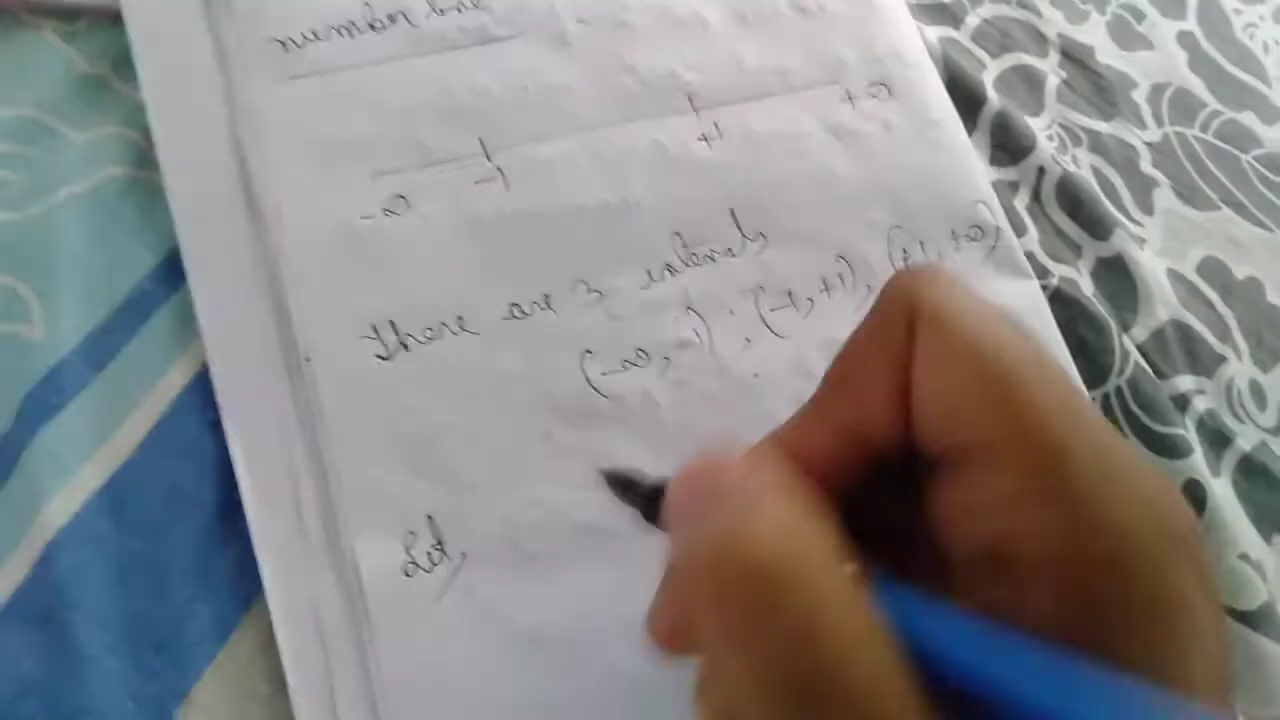 number line
-∞ -1 +1 +∞
There are 3 intervals
(-∞, -1) ; (-1, +1), (+1, +∞)
Let,